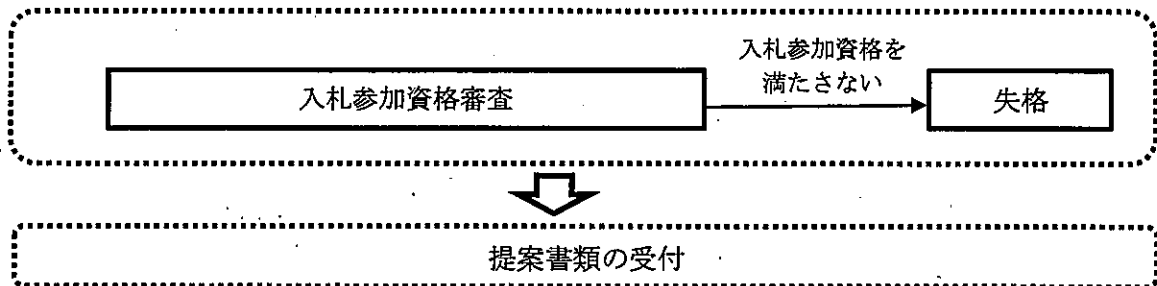 入札参加資格審査
入札参加資格を
満たさない
失格
提案書類の受付